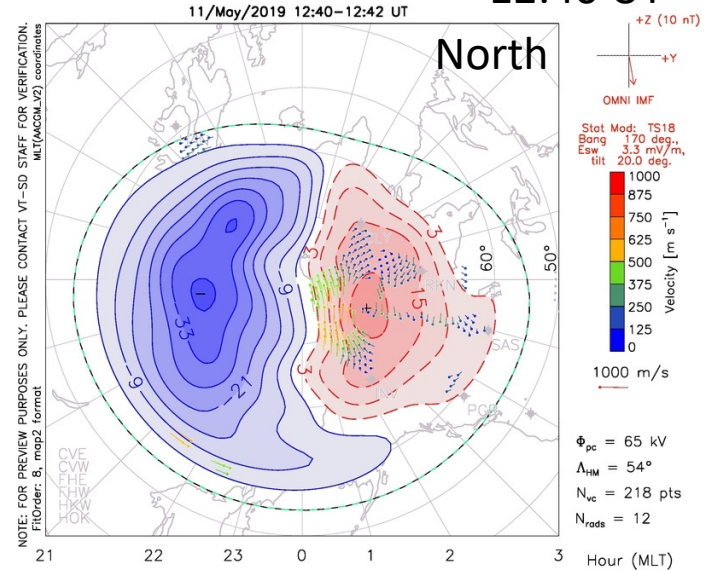 11/May/2019 12:40-12:42 UT
North
NOTE: FOR PREVIEW PURPOSES ONLY. PLEASE CONTACT VT-SD STAFF FOR VERIFICATION.
FitOrder: 8, map2 format
MLT(AACGM_V2) coordinates
+Z (10 nT)
+Y
OMNI IMF
Stat Mod: TS18
Bang 170 deg.,
Esw 3.3 mV/m,
tilt 20.0 deg.
1000
875
750
625
500
375
250
125
0
Velocity [m s⁻¹]
1000 m/s
Φpc = 65 kV
ΛHM = 54°
Nvc = 218 pts
Nrads = 12
Hour (MLT)
60°
50°
3
3
3
15
-9
-9
-21
-33
+
RKN
SAS
PGR
INV
CVE
CVW
FHE
FHW
HKW
HOK
21
22
23
0
1
2
3